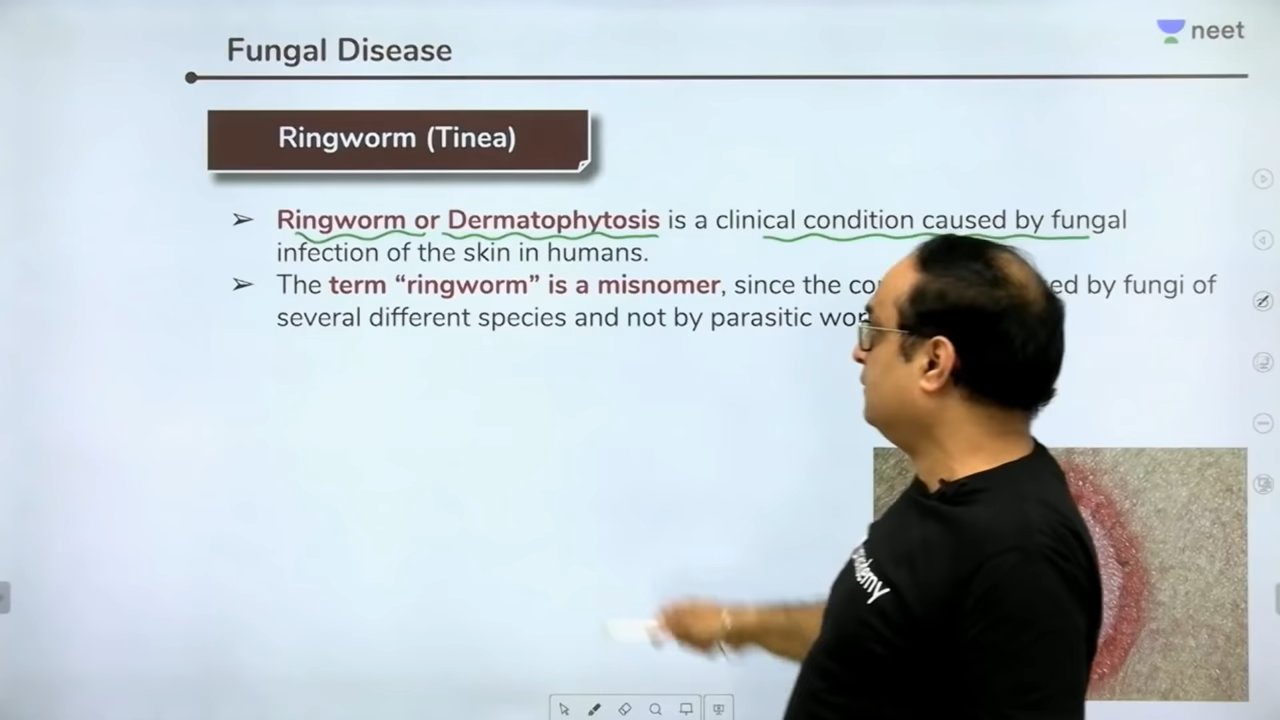 Fungal Disease
neet
Ringworm (Tinea)
➢ Ringworm or Dermatophytosis is a clinical condition caused by fungal
infection of the skin in humans.
➢ The term “ringworm” is a misnomer, since the ed by fungi of
several different species and not by parasitic